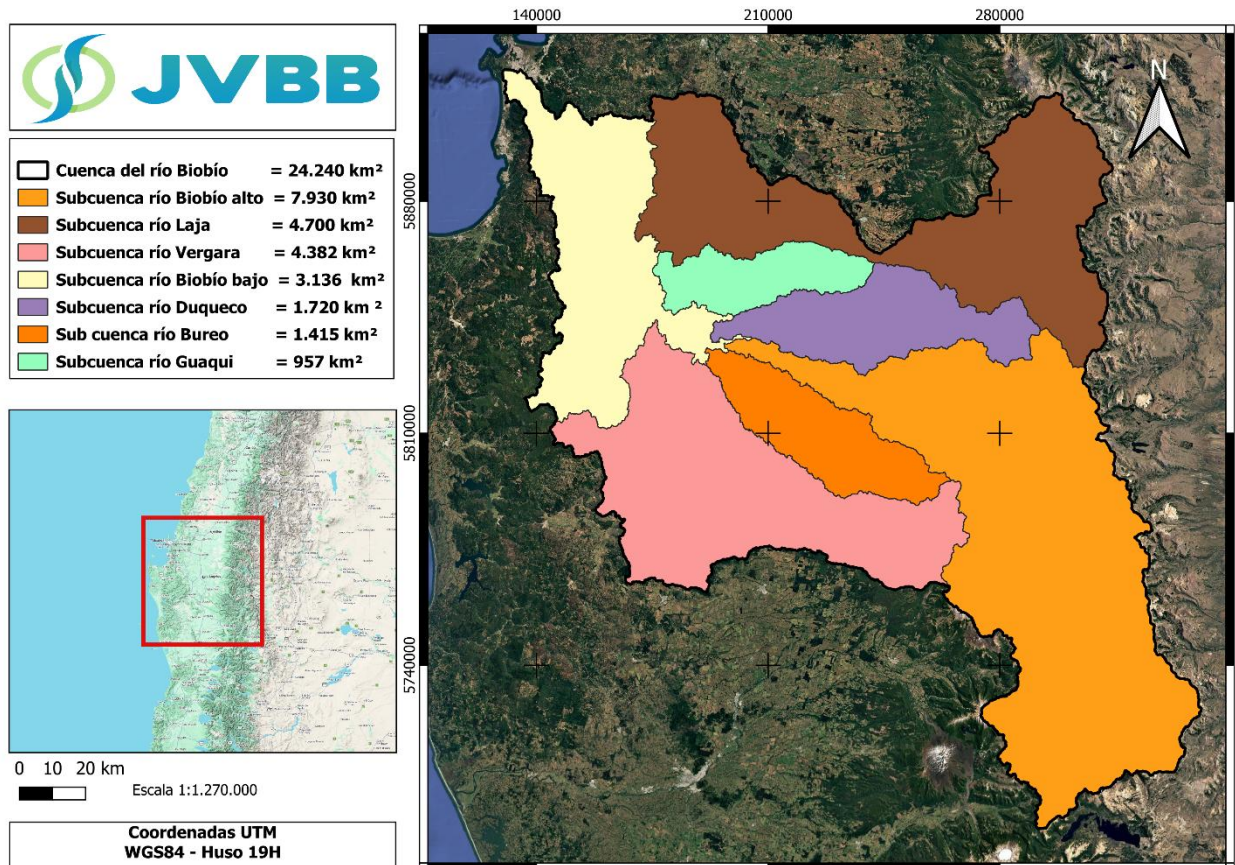 JVBB
Cuenca del río Biobío = 24.240 km²
Subcuenca río Biobío alto = 7.930 km²
Subcuenca río Laja = 4.700 km²
Subcuenca río Vergara = 4.382 km²
Subcuenca río Biobío bajo = 3.136 km²
Subcuenca río Duqueco = 1.720 km ²
Sub cuenca río Bureo = 1.415 km²
Subcuenca río Guaqui = 957 km²
0 10 20 km
Escala 1:1.270.000
Coordenadas UTM
WGS84 - Huso 19H
140000 210000 280000
N
5880000
5810000
5740000